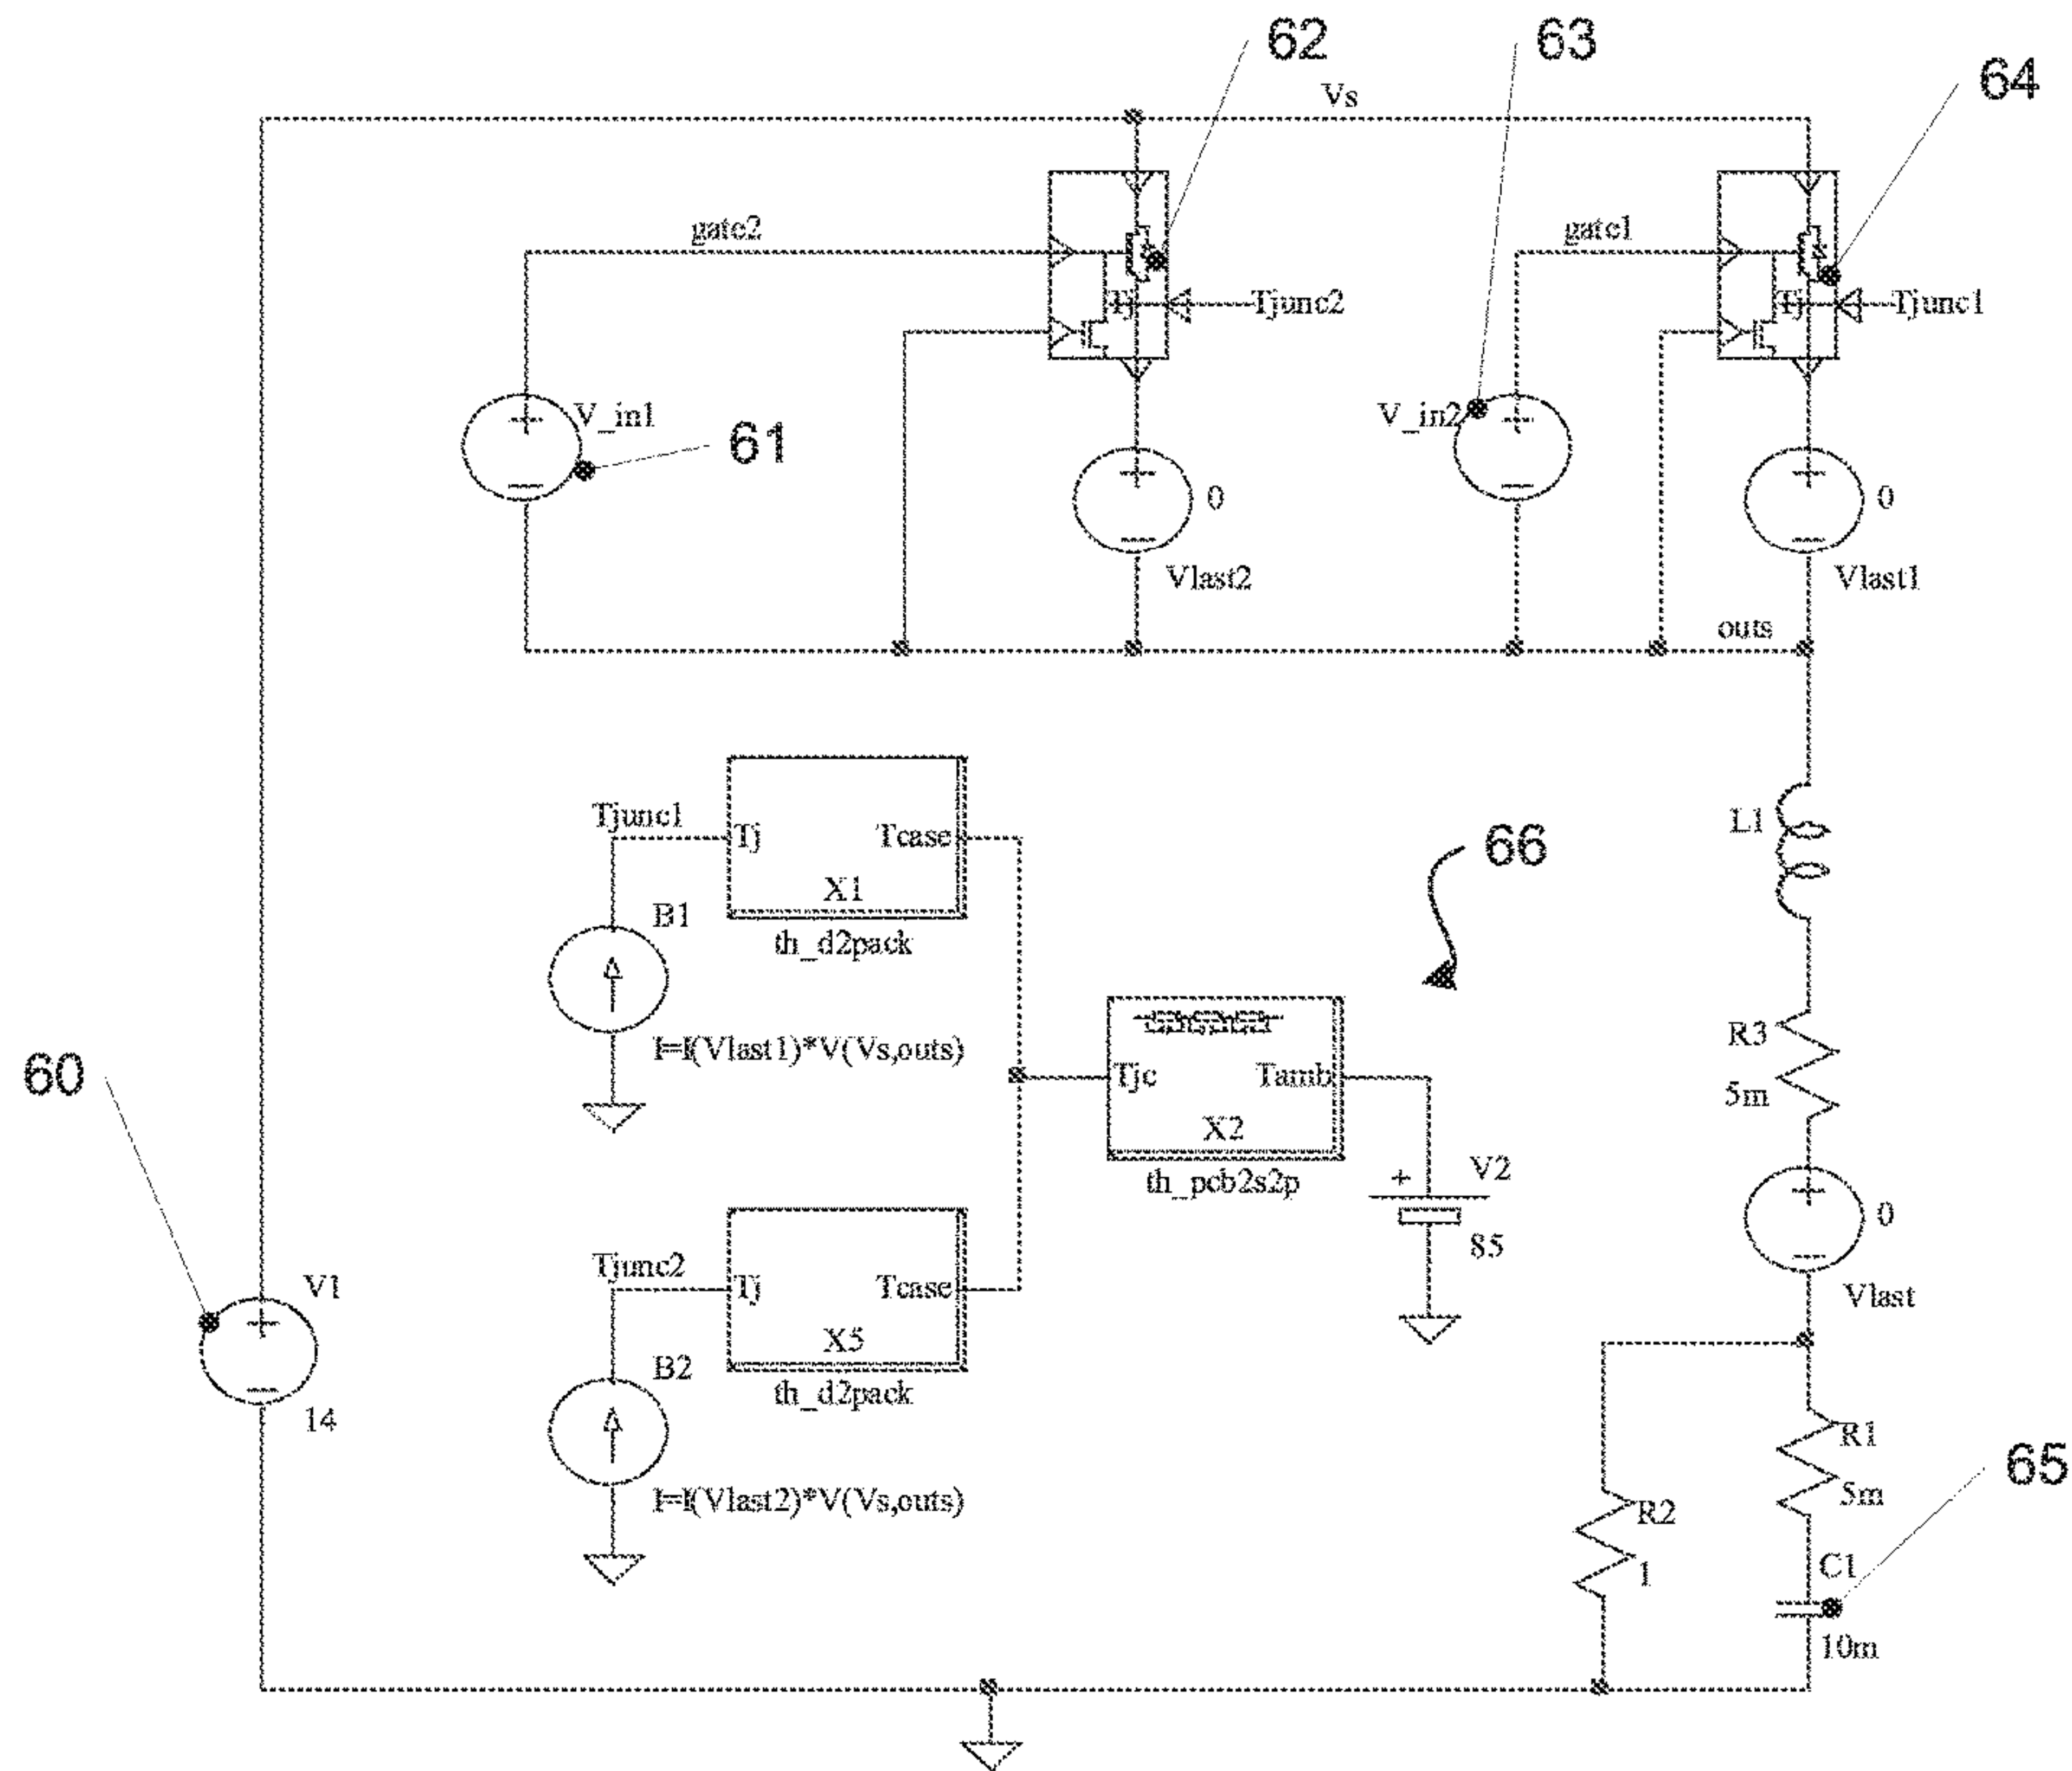 62
63
64
Vs
gate2
gate1
Tj
Tjunc2
Tj
Tjunc1
V_in1
61
V_in2
0
0
Vlast2
Vlast1
outs
Tjunc1
Tj
Tcase
X1
th_d2pack
B1
I=I(Vlast1)*V(Vs,outs)
66
L1
R3
5m
60
Tjc
Tamb
X2
th_pcb2s2p
V2
85
0
Vlast
Tjunc2
Tj
Tcase
X5
th_d2pack
B2
I=I(Vlast2)*V(Vs,outs)
V1
14
R1
5m
65
R2
1
C1
10m